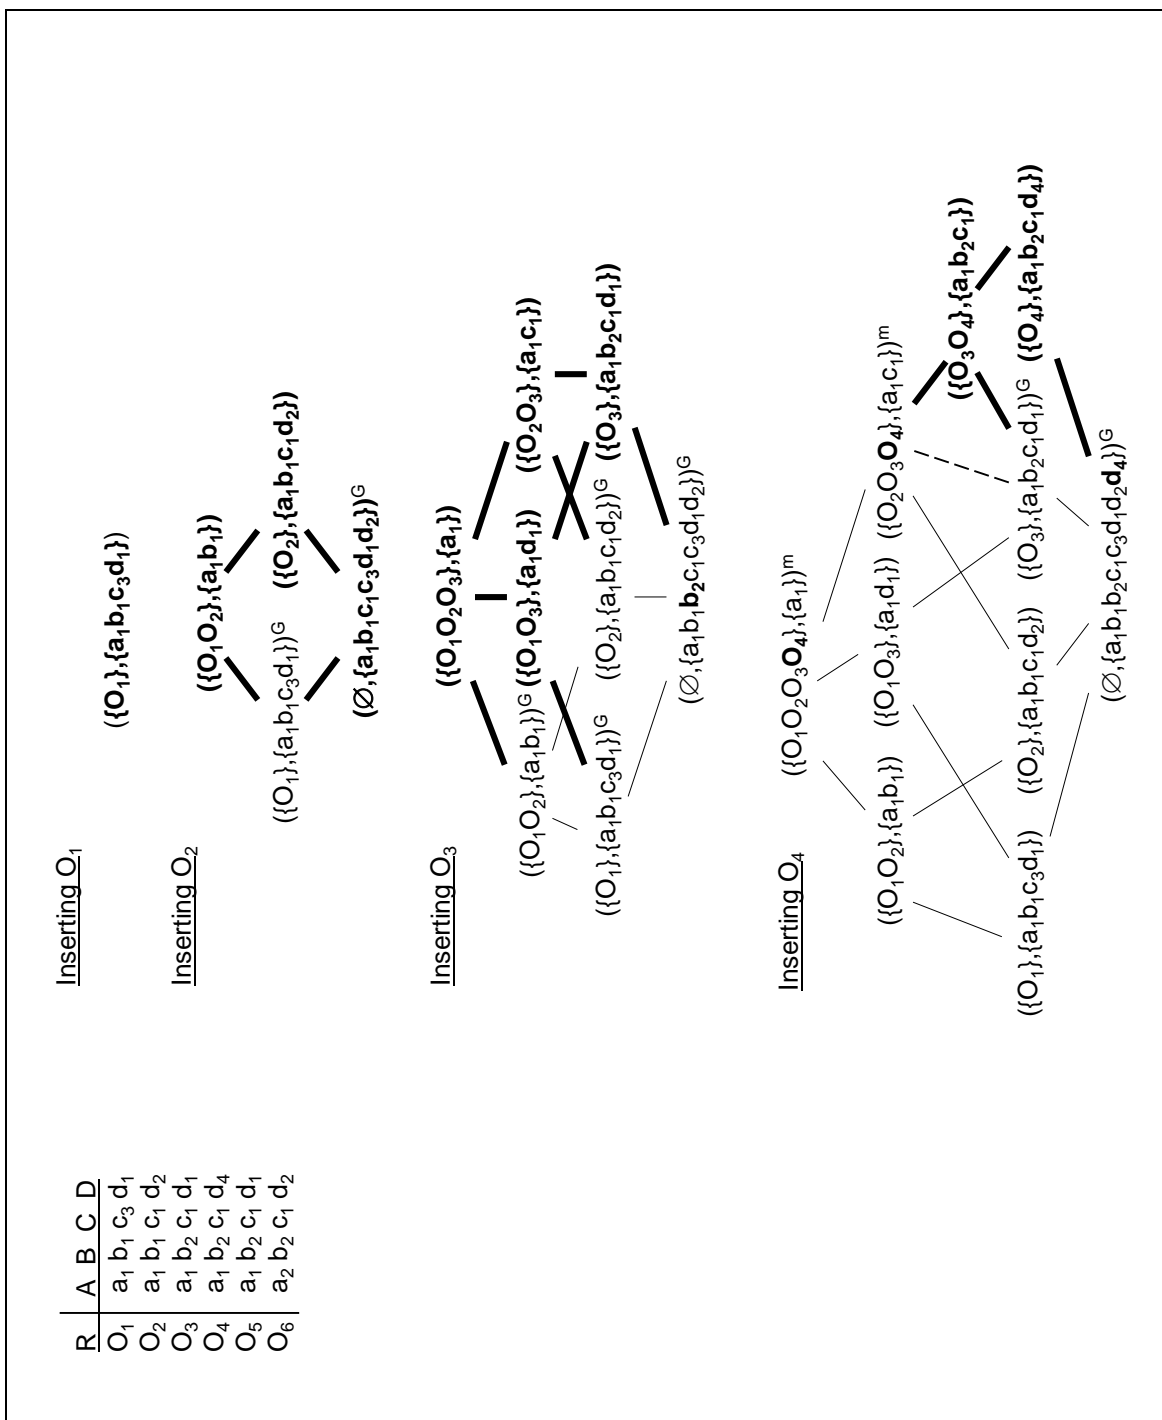 R A B C D
O₁ a₁ b₁ c₃ d₁
O₂ a₁ b₁ c₁ d₂
O₃ a₁ b₂ c₁ d₁
O₄ a₁ b₂ c₁ d₄
O₅ a₁ b₂ c₁ d₁
O₆ a₂ b₂ c₁ d₂
Inserting O₁
({O₁},{a₁b₁c₃d₁})
Inserting O₂
({O₁O₂},{a₁b₁})
({O₁},{a₁b₁c₃d₁})ᴳ ({O₂},{a₁b₁c₁d₂})
(∅,{a₁b₁c₁c₃d₁d₂})ᴳ
Inserting O₃
({O₁O₂O₃},{a₁})
({O₁O₂},{a₁b₁})ᴳ ({O₁O₃},{a₁d₁}) ({O₂O₃},{a₁c₁})
({O₁},{a₁b₁c₃d₁})ᴳ ({O₂},{a₁b₁c₁d₂})ᴳ ({O₃},{a₁b₂c₁d₁})
(∅,{a₁b₁b₂c₁c₃d₁d₂})ᴳ
Inserting O₄
({O₁O₂O₃O₄},{a₁})ᵐ
({O₁O₂},{a₁b₁}) ({O₁O₃},{a₁d₁}) ({O₂O₃O₄},{a₁c₁})ᵐ
({O₃O₄},{a₁b₂c₁})
({O₁},{a₁b₁c₃d₁}) ({O₂},{a₁b₁c₁d₂}) ({O₃},{a₁b₂c₁d₁})ᴳ ({O₄},{a₁b₂c₁d₄})
(∅,{a₁b₁b₂c₁c₃d₁d₂d₄})ᴳ